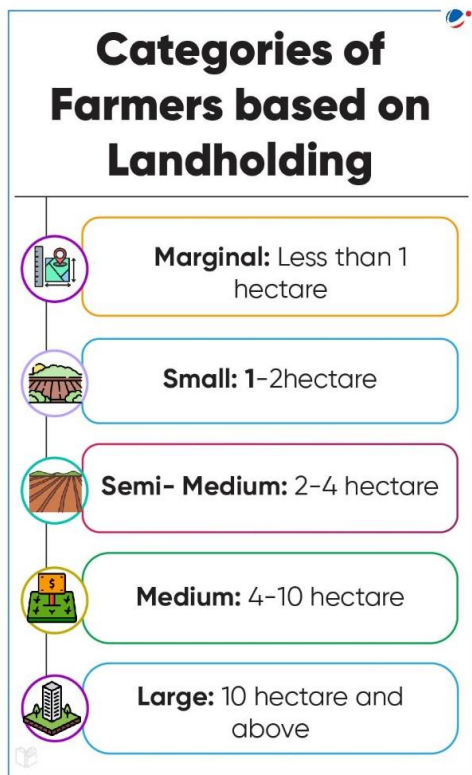 Categories of
Farmers based on
Landholding
Marginal: Less than 1
hectare
Small: 1-2hectare
Semi- Medium: 2-4 hectare
$
Medium: 4-10 hectare
Large: 10 hectare and
above